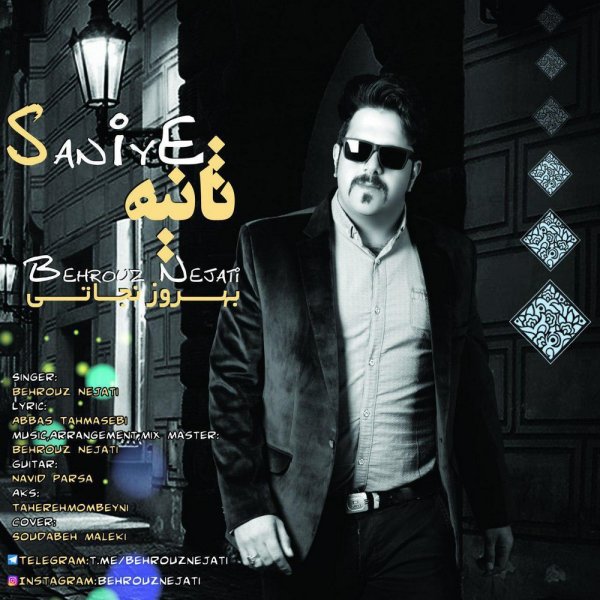 SANiYE
ثانیه
BEHROUZ NEJATi
بهروز نجاتی
SINGER:
BEHROUZ NEJATI
LYRIC:
ABBAS TAHMASEBI
MUSIC,ARRANGEMENT,MIX MASTER:
BEHROUZ NEJATI
GUITAR:
NAVID PARSA
AKS:
TAHEREHMOMBEYNI
COVER:
SOUDABEH MALEKI
TELEGRAM:T.ME/BEHROUZNEJATI
INSTAGRAM:BEHROUZNEJATI